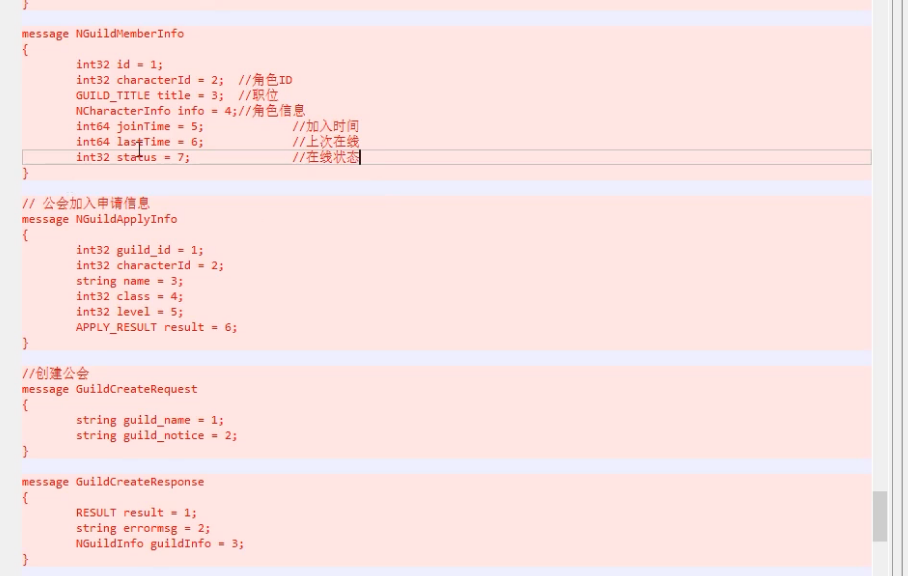 }
message NGuildMemberInfo
{
int32 id = 1;
int32 characterId = 2;  //角色ID
GUILD_TITLE title = 3;  //职位
NCharacterInfo info = 4;//角色信息
int64 joinTime = 5;             //加入时间
int64 lastTime = 6;             //上次在线
int32 status = 7;               //在线状态
}
// 公会加入申请信息
message NGuildApplyInfo
{
int32 guild_id = 1;
int32 characterId = 2;
string name = 3;
int32 class = 4;
int32 level = 5;
APPLY_RESULT result = 6;
}
//创建公会
message GuildCreateRequest
{
string guild_name = 1;
string guild_notice = 2;
}
message GuildCreateResponse
{
RESULT result = 1;
string errormsg = 2;
NGuildInfo guildInfo = 3;
}